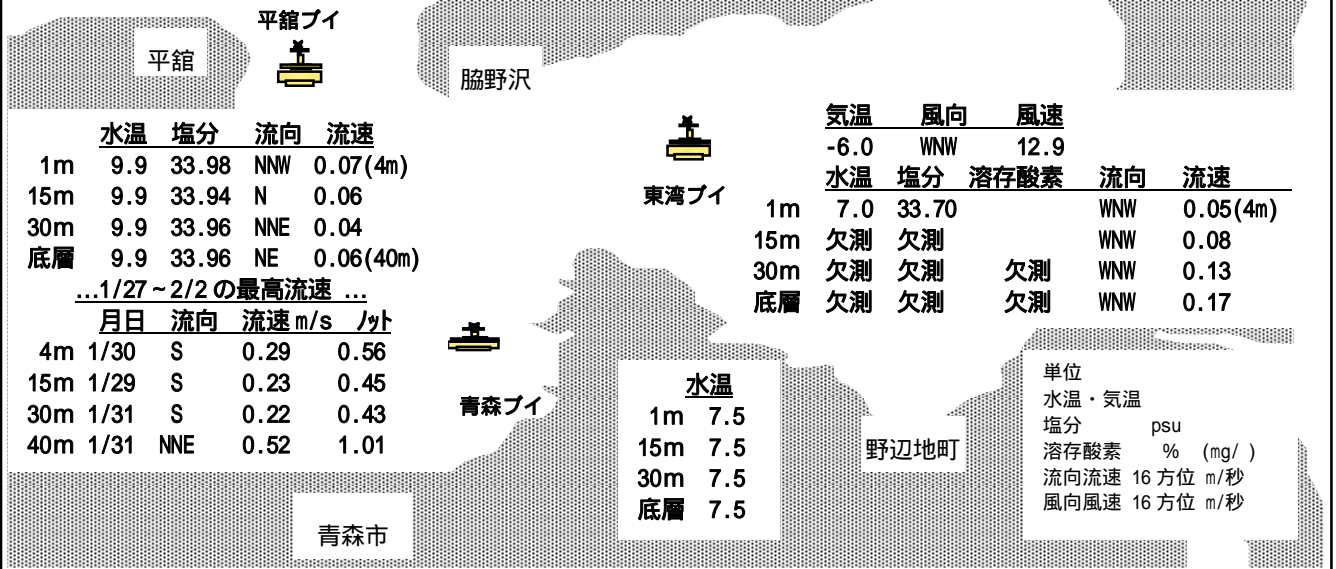 平舘ブイ
平舘
脇野沢
水温 塩分 流向 流速
1m 9.9 33.98 NNW 0.07(4m)
15m 9.9 33.94 N 0.06
30m 9.9 33.96 NNE 0.04
底層 9.9 33.96 NE 0.06(40m)
…1/27~2/2の最高流速 …
月日 流向 流速m/s ノット
4m 1/30 S 0.29 0.56
15m 1/29 S 0.23 0.45
30m 1/31 S 0.22 0.43
40m 1/31 NNE 0.52 1.01
東湾ブイ
気温 風向 風速
-6.0 WNW 12.9
水温 塩分 溶存酸素 流向 流速
1m 7.0 33.70 WNW 0.05(4m)
15m 欠測 欠測 WNW 0.08
30m 欠測 欠測 欠測 WNW 0.13
底層 欠測 欠測 欠測 WNW 0.17
青森ブイ
水温
1m 7.5
15m 7.5
30m 7.5
底層 7.5
野辺地町
青森市
単位
水温・気温
塩分 psu
溶存酸素 % (mg/ )
流向流速 16方位 m/秒
風向風速 16方位 m/秒